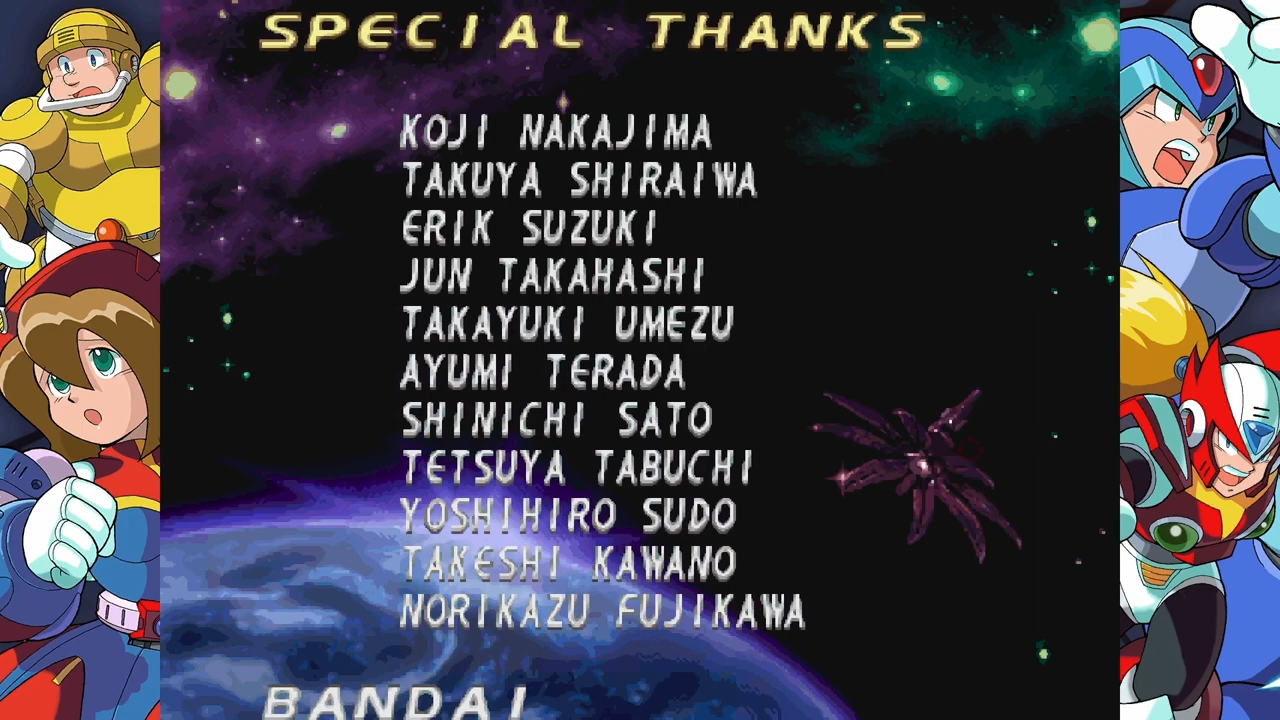 SPECIAL THANKS
KOJI NAKAJIMA
TAKUYA SHIRAIWA
ERIK SUZUKI
JUN TAKAHASHI
TAKAYUKI UMEZU
AYUMI TERADA
SHINICHI SATO
TETSUYA TABUCHI
YOSHIHIRO SUDO
TAKESHI KAWANO
NORIKAZU FUJIKAWA
BANDAI